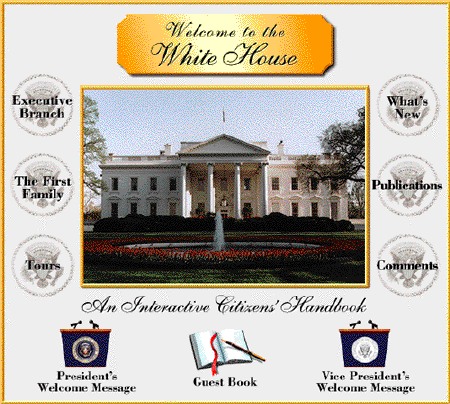 Welcome to the
White House
Executive
Branch
What's
New
The First
Family
Publications
Tours
Comments
An Interactive Citizens' Handbook
President's
Welcome Message
Guest Book
Vice President's
Welcome Message